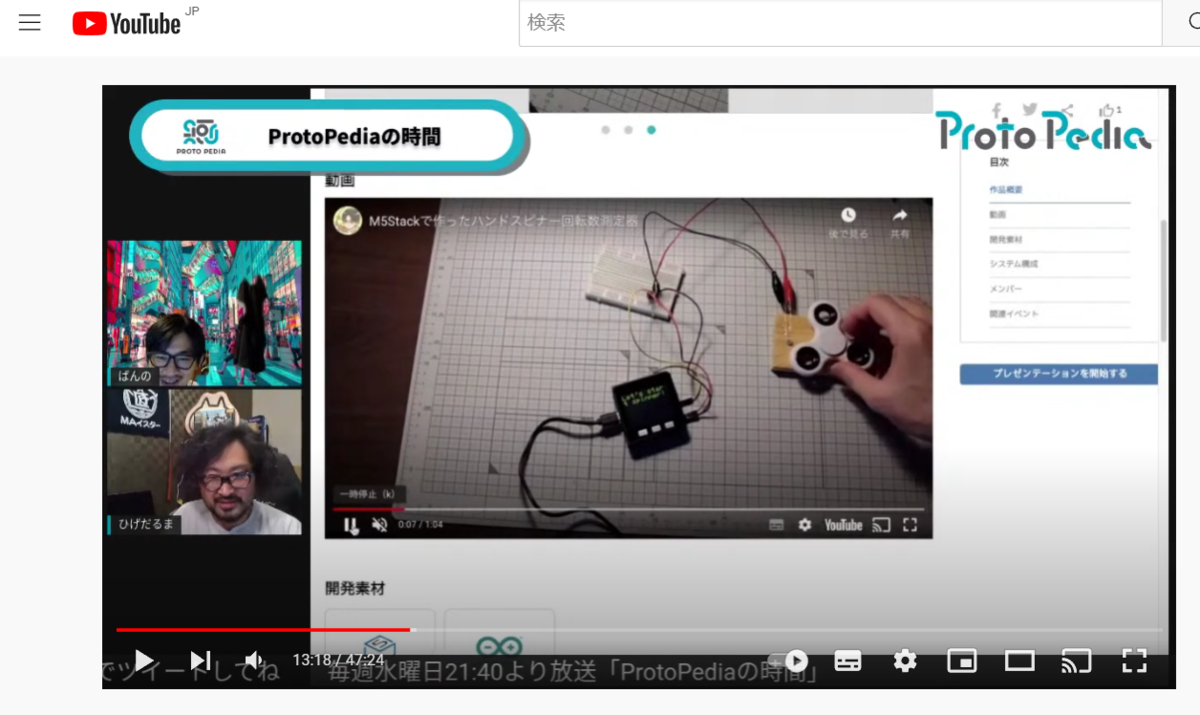 YouTube JP
検索
PROTO PEDIA
ProtoPediaの時間
ProtoPedia
1
動画
M5Stackで作ったハンドスピナー回転数測定器
後で見る
共有
目次
作品概要
動画
開発素材
システム構成
メンバー
関連イベント
プレゼンテーションを開始する
ばんの
MAイスター
ひげだるま
Let's star
spinner!
一時停止 (k)
0:07 / 1:04
YouTube
開発素材
13:18 / 47:24
でツイートしてね
毎週水曜日21:40より放送「ProtoPediaの時間」